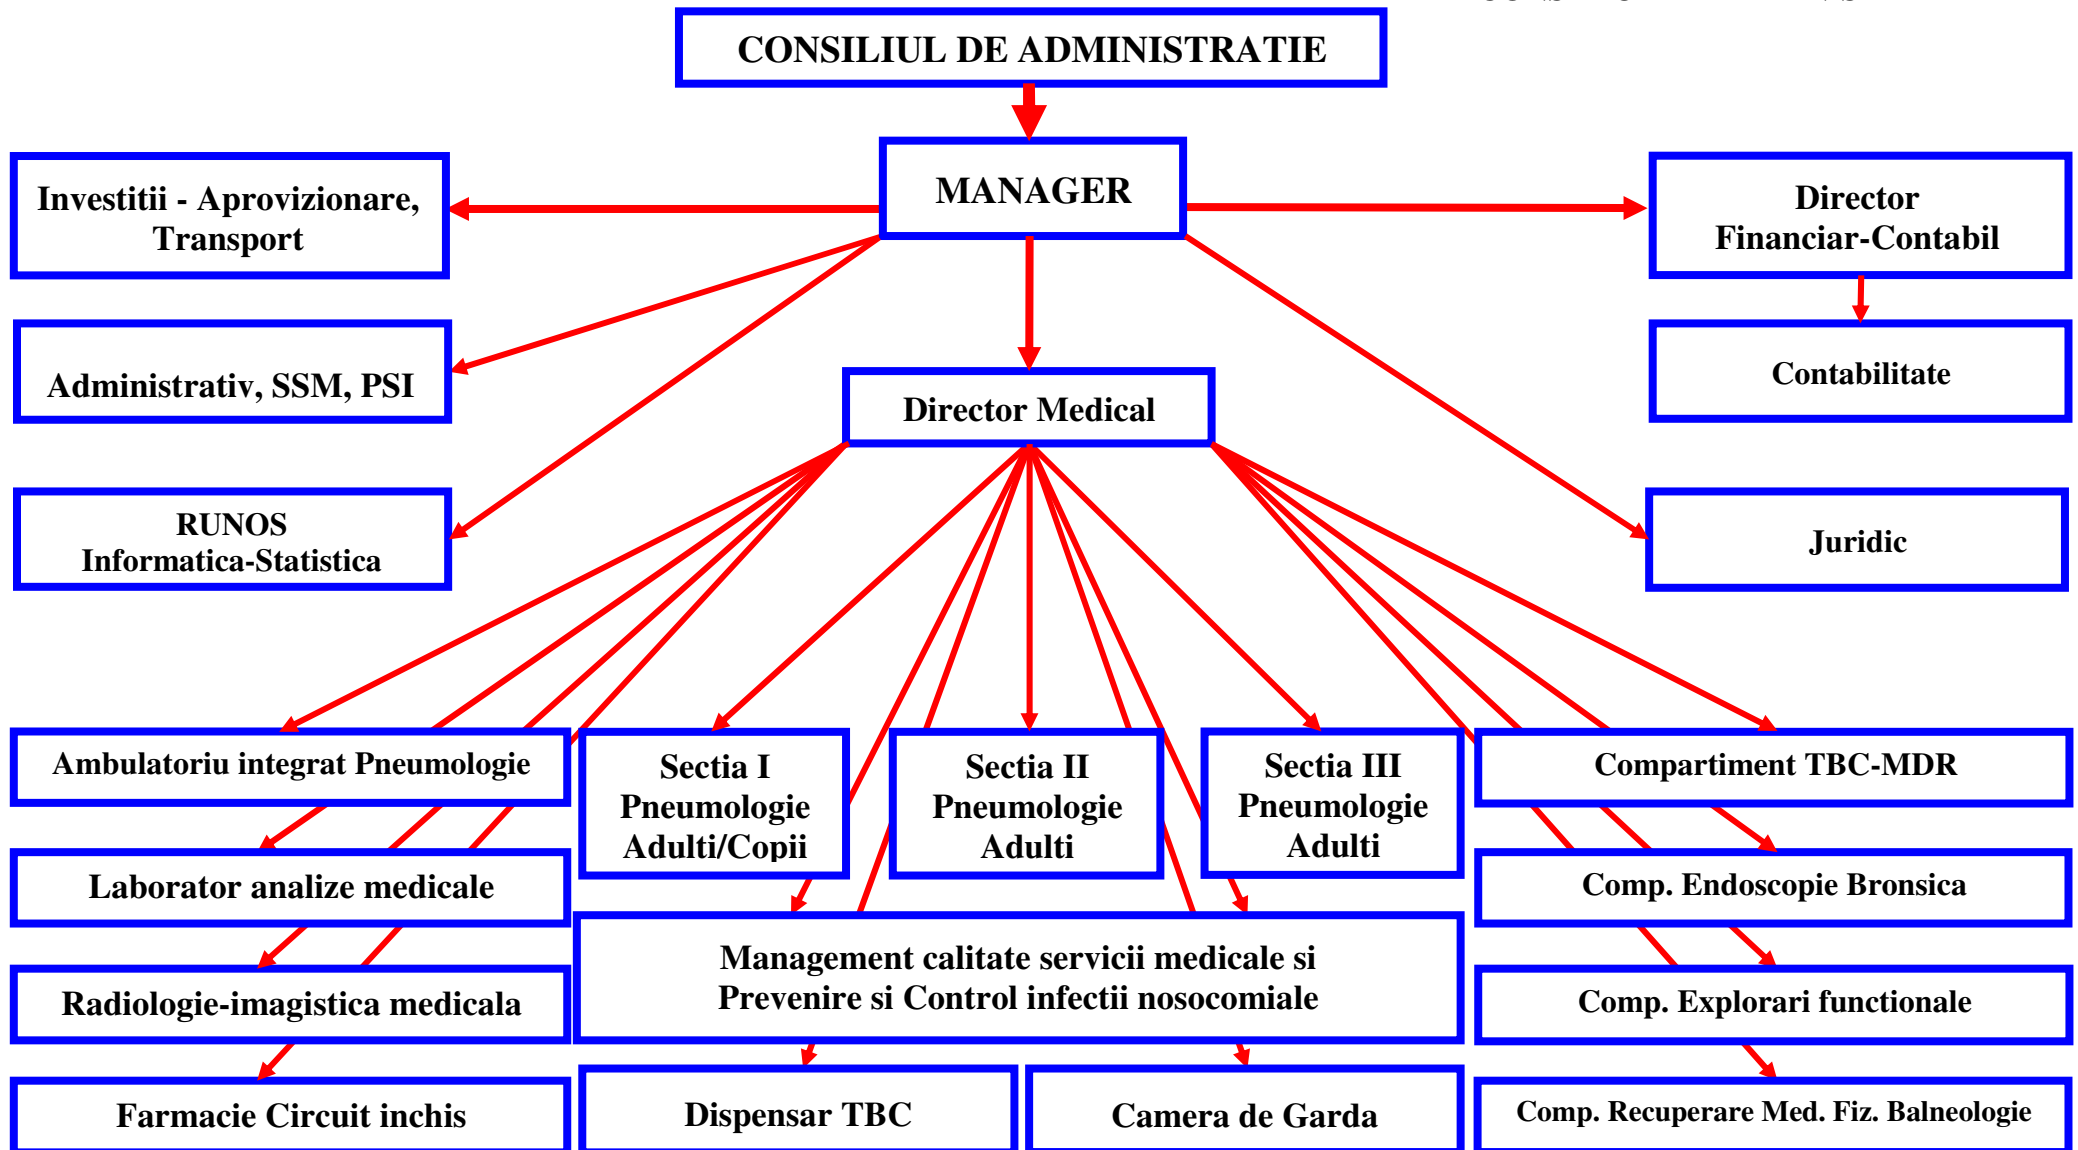 CONSILIUL DE ADMINISTRATIE
MANAGER
Investitii - Aprovizionare,
Transport
Director
Financiar-Contabil
Administrativ, SSM, PSI
Contabilitate
Director Medical
RUNOS
Informatica-Statistica
Juridic
Ambulatoriu integrat Pneumologie
Sectia I
Pneumologie
Adulti/Copii
Sectia II
Pneumologie
Adulti
Sectia III
Pneumologie
Adulti
Compartiment TBC-MDR
Laborator analize medicale
Comp. Endoscopie Bronsica
Management calitate servicii medicale si
Prevenire si Control infectii nosocomiale
Radiologie-imagistica medicala
Comp. Explorari functionale
Farmacie Circuit inchis
Dispensar TBC
Camera de Garda
Comp. Recuperare Med. Fiz. Balneologie